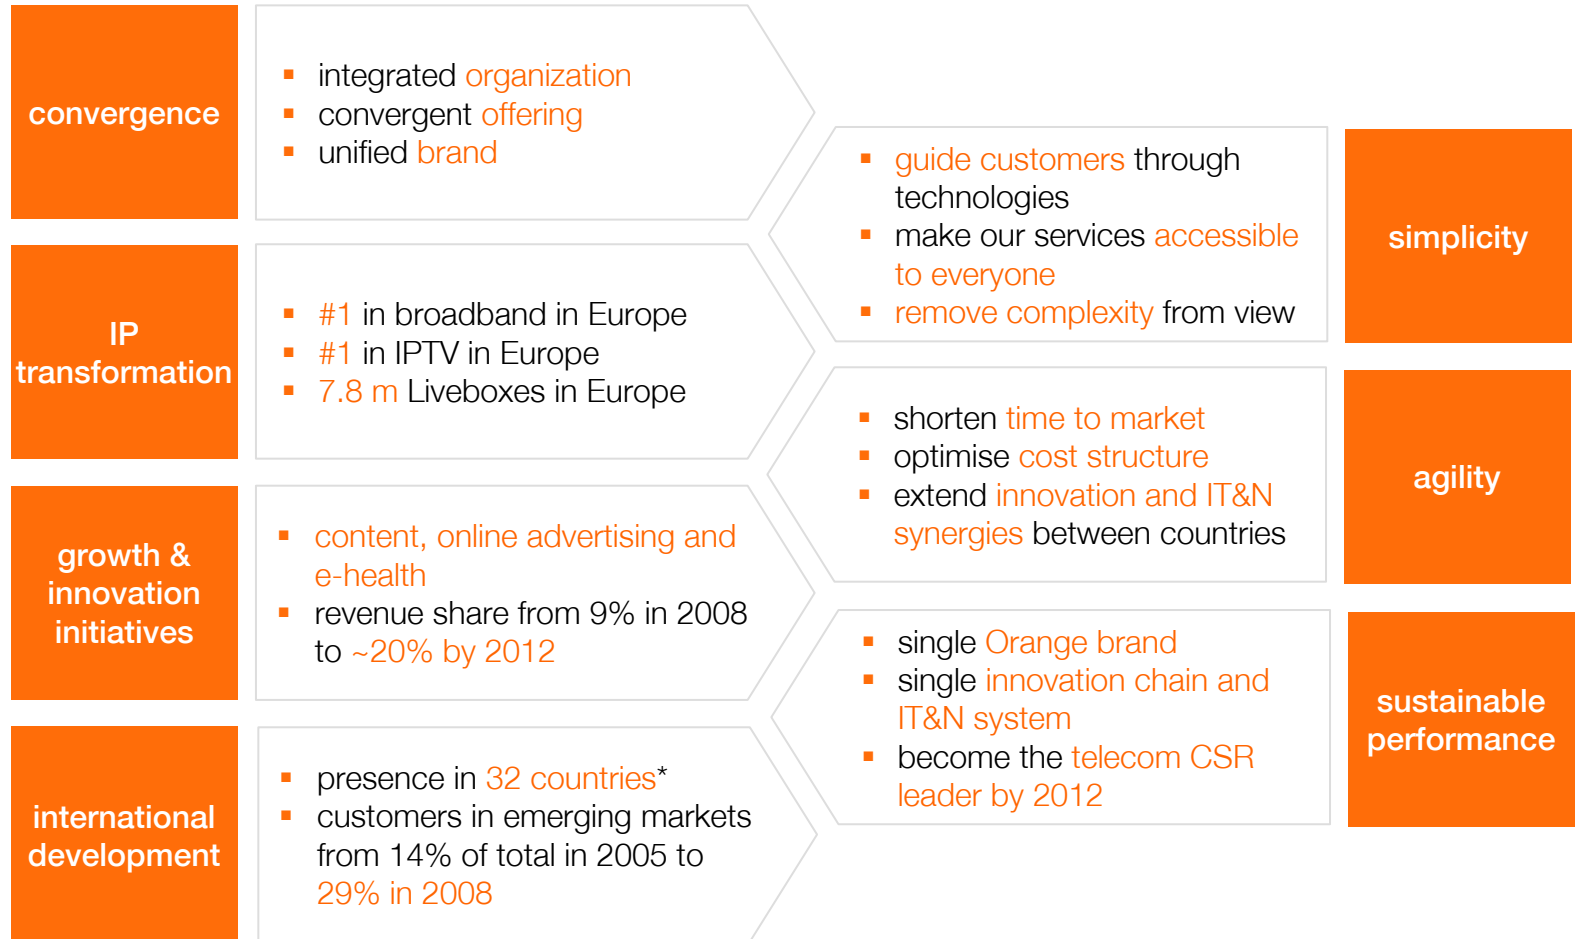 convergence
▪ integrated organization
▪ convergent offering
▪ unified brand
IP
transformation
▪ #1 in broadband in Europe
▪ #1 in IPTV in Europe
▪ 7.8 m Liveboxes in Europe
growth &
innovation
initiatives
▪ content, online advertising and
e-health
▪ revenue share from 9% in 2008
to ~20% by 2012
international
development
▪ presence in 32 countries*
▪ customers in emerging markets
from 14% of total in 2005 to
29% in 2008
▪ guide customers through
technologies
▪ make our services accessible
to everyone
▪ remove complexity from view
simplicity
▪ shorten time to market
▪ optimise cost structure
▪ extend innovation and IT&N
synergies between countries
agility
▪ single Orange brand
▪ single innovation chain and
IT&N system
▪ become the telecom CSR
leader by 2012
sustainable
performance